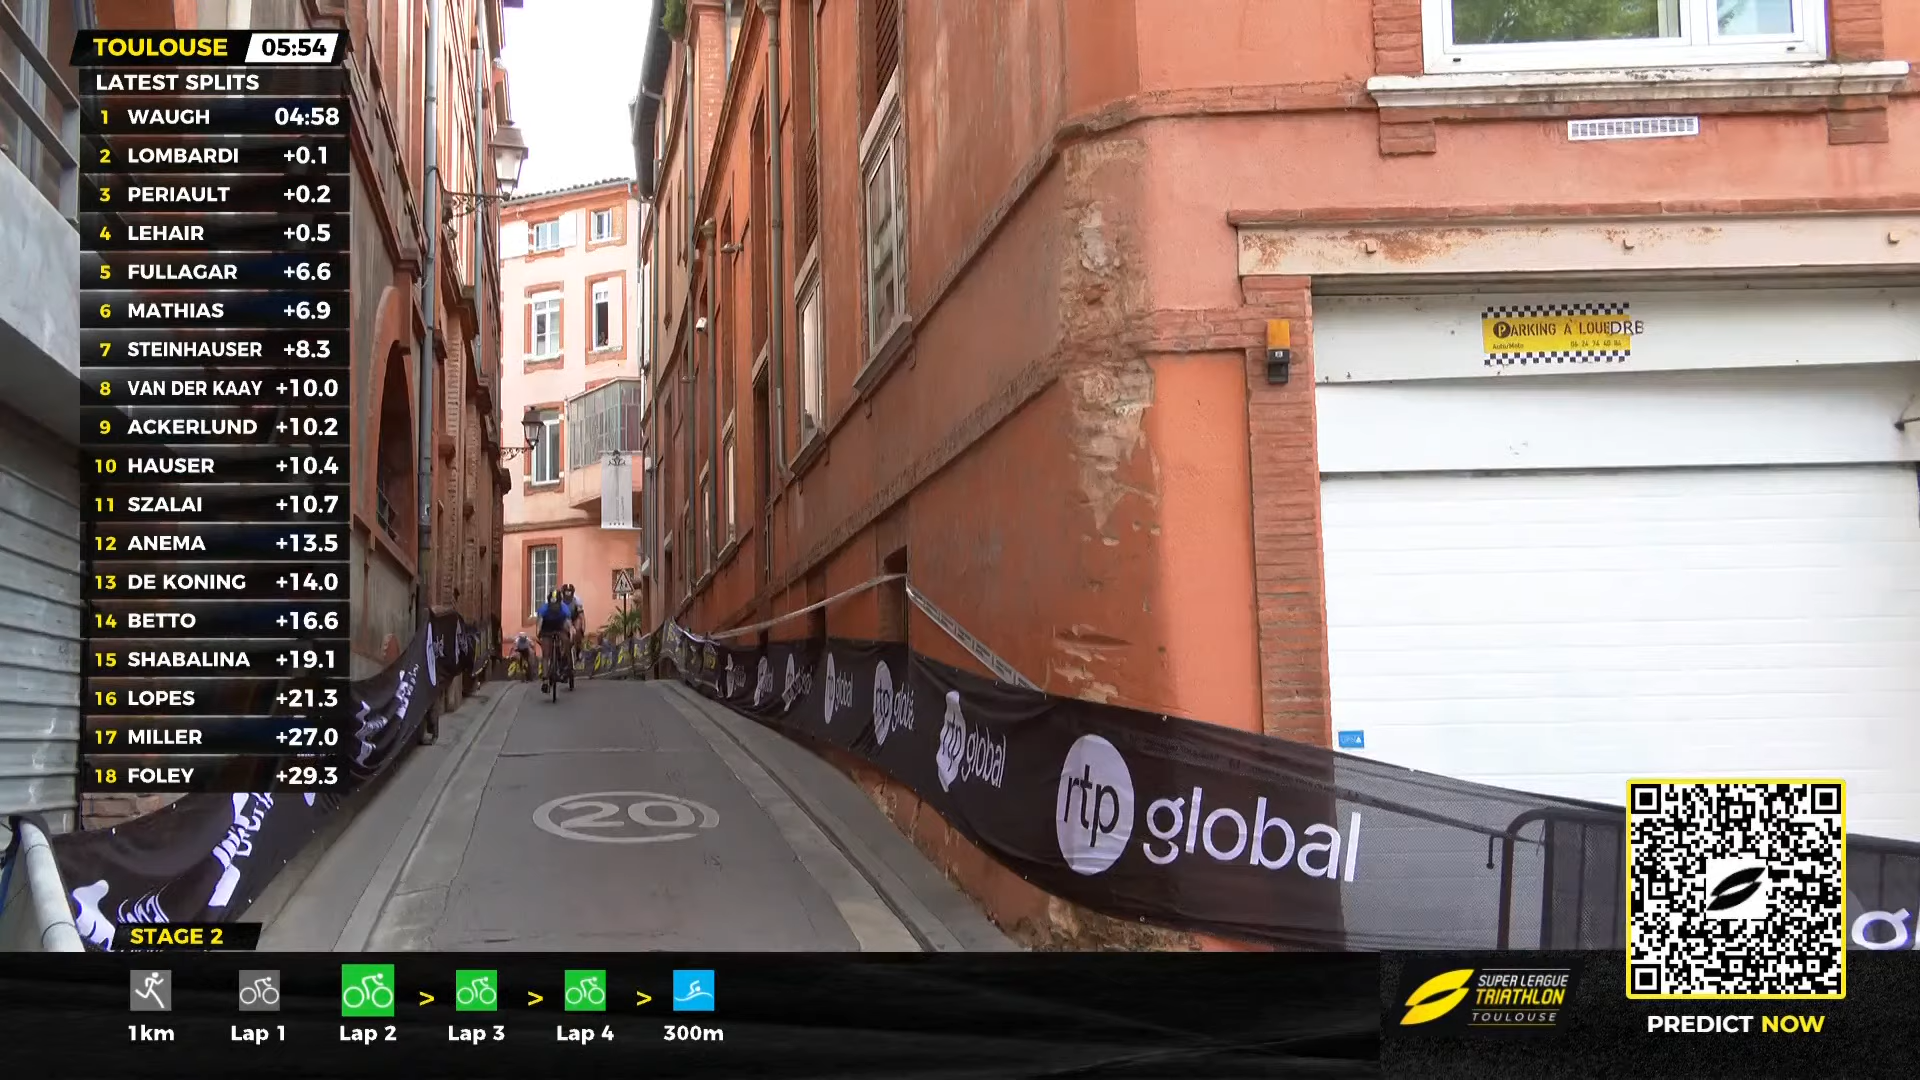 TOULOUSE 05:54
LATEST SPLITS
1 WAUGH 04:58
2 LOMBARDI +0.1
3 PERIAULT +0.2
4 LEHAIR +0.5
5 FULLAGAR +6.6
6 MATHIAS +6.9
7 STEINHAUSER +8.3
8 VAN DER KAAY +10.0
9 ACKERLUND +10.2
10 HAUSER +10.4
11 SZALAI +10.7
12 ANEMA +13.5
13 DE KONING +14.0
14 BETTO +16.6
15 SHABALINA +19.1
16 LOPES +21.3
17 MILLER +27.0
18 FOLEY +29.3
PARKING À LOUEDRE
Auto/Moto
global
global
rtp global
rtp global
20
STAGE 2
1km
Lap 1
Lap 2 >
Lap 3 >
Lap 4 >
300m
SUPER LEAGUE
TRIATHLON
TOULOUSE
PREDICT NOW